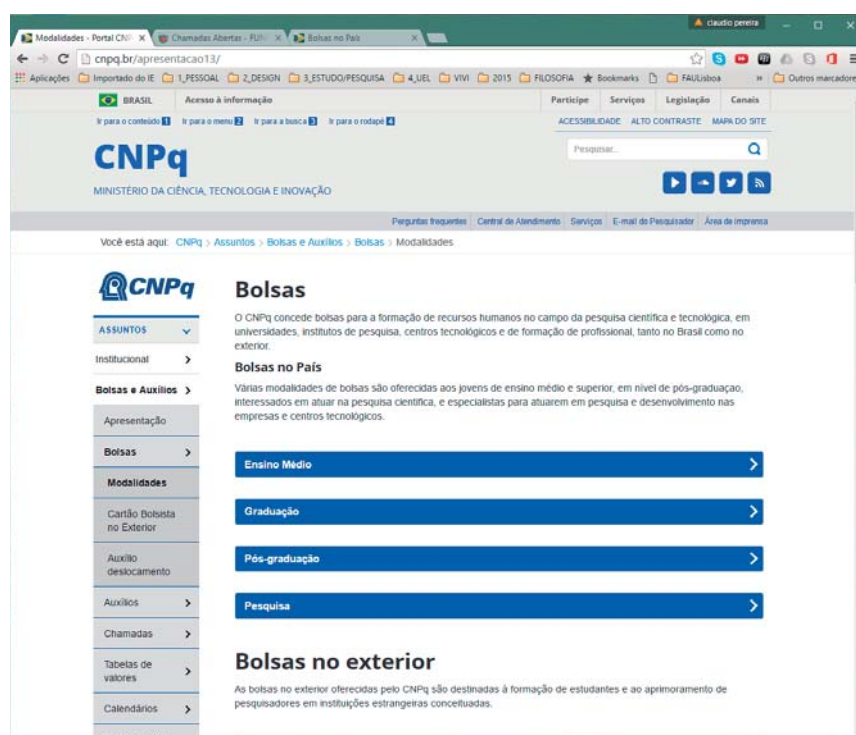 claudio pereira
Modalidades - Portal CNP
Chamadas Abertas - FUN
Bolsas no País
cnpq.br/apresentacao13/
Aplicações Importado do IE 1_PESSOAL 2_DESIGN 3_ESTUDO/PESQUISA 4_UEL VIVI 2015 FILOSOFIA Bookmarks FAULisboa » Outros marcadore
BRASIL Acesso à informação Participe Serviços Legislação Canais
Ir para o conteúdo 1 Ir para o menu 2 Ir para a busca 3 Ir para o rodapé 4 ACESSIBILIDADE ALTO CONTRASTE MAPA DO SITE
CNPq
Pesquisar...
MINISTÉRIO DA CIÊNCIA, TECNOLOGIA E INOVAÇÃO
Perguntas frequentes Central de Atendimento Serviços E-mail do Pesquisador Área de imprensa
Você está aqui: CNPq > Assuntos > Bolsas e Auxílios > Bolsas > Modalidades
CNPq
ASSUNTOS
Institucional
Bolsas e Auxílios
Apresentação
Bolsas
Modalidades
Cartão Bolsista
no Exterior
Auxílio
deslocamento
Auxílios
Chamadas
Tabelas de
valores
Calendários
Bolsas
O CNPq concede bolsas para a formação de recursos humanos no campo da pesquisa científica e tecnológica, em
universidades, institutos de pesquisa, centros tecnológicos e de formação de profissional, tanto no Brasil como no
exterior.
Bolsas no País
Várias modalidades de bolsas são oferecidas aos jovens de ensino médio e superior, em nível de pós-graduação,
interessados em atuar na pesquisa científica, e especialistas para atuarem em pesquisa e desenvolvimento nas
empresas e centros tecnológicos.
Ensino Médio
Graduação
Pós-graduação
Pesquisa
Bolsas no exterior
As bolsas no exterior oferecidas pelo CNPq são destinadas à formação de estudantes e ao aprimoramento de
pesquisadores em instituições estrangeiras conceituadas.